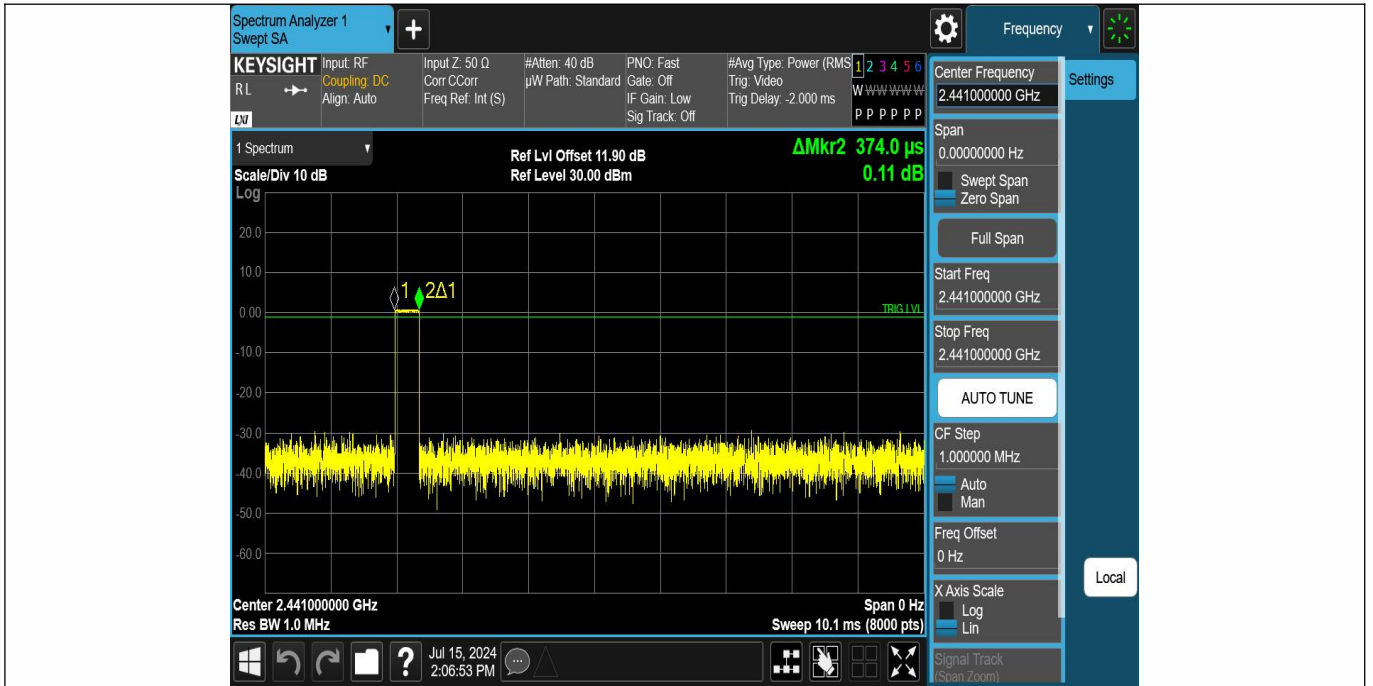 Spectrum Analyzer 1
Swept SA
+
Frequency
KEYSIGHT
RL
LXI
Input: RF
Coupling: DC
Align: Auto
Input Z: 50 Ω
Corr CCorr
Freq Ref: Int (S)
#Atten: 40 dB
µW Path: Standard
PNO: Fast
Gate: Off
IF Gain: Low
Sig Track: Off
#Avg Type: Power (RMS
Trig: Video
Trig Delay: -2.000 ms
1 2 3 4 5 6
W W W W W W
P P P P P P
1 Spectrum
Scale/Div 10 dB
Ref Lvl Offset 11.90 dB
Ref Level 30.00 dBm
ΔMkr2 374.0 µs
0.11 dB
Log
20.0
10.0
0.00
-10.0
-20.0
-30.0
-40.0
-50.0
-60.0
1
2Δ1
TRIG LVL
Center 2.441000000 GHz
Res BW 1.0 MHz
Span 0 Hz
Sweep 10.1 ms (8000 pts)
Center Frequency
2.441000000 GHz
Settings
Span
0.00000000 Hz
Swept Span
Zero Span
Full Span
Start Freq
2.441000000 GHz
Stop Freq
2.441000000 GHz
AUTO TUNE
CF Step
1.000000 MHz
Auto
Man
Freq Offset
0 Hz
X Axis Scale
Log
Lin
Signal Track
(Span Zoom)
Local
?
Jul 15, 2024
2:06:53 PM